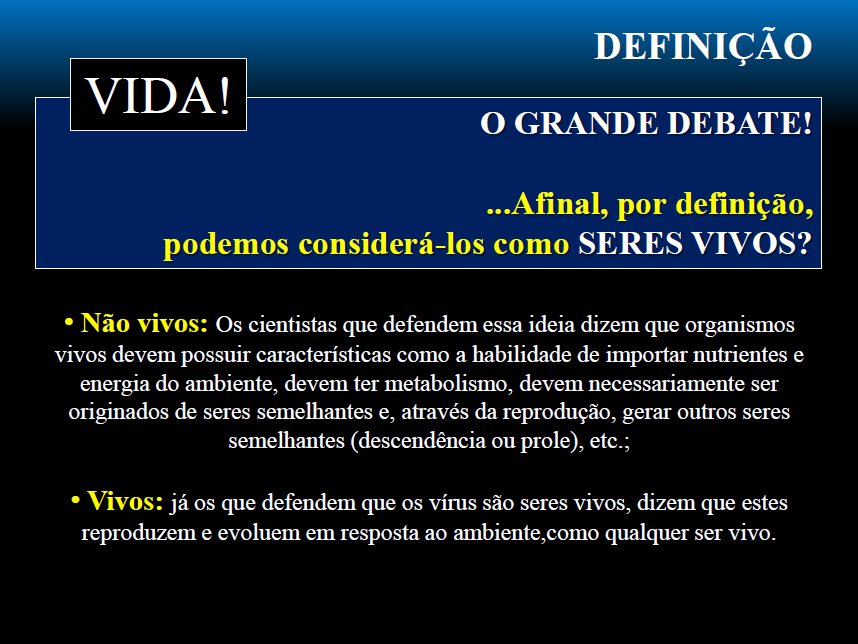 DEFINIÇÃO
VIDA!
O GRANDE DEBATE!
...Afinal, por definição,
podemos considerá-los como SERES VIVOS?
• Não vivos: Os cientistas que defendem essa ideia dizem que organismos
vivos devem possuir características como a habilidade de importar nutrientes e
energia do ambiente, devem ter metabolismo, devem necessariamente ser
originados de seres semelhantes e, através da reprodução, gerar outros seres
semelhantes (descendência ou prole), etc.;
• Vivos: já os que defendem que os vírus são seres vivos, dizem que estes
reproduzem e evoluem em resposta ao ambiente,como qualquer ser vivo.